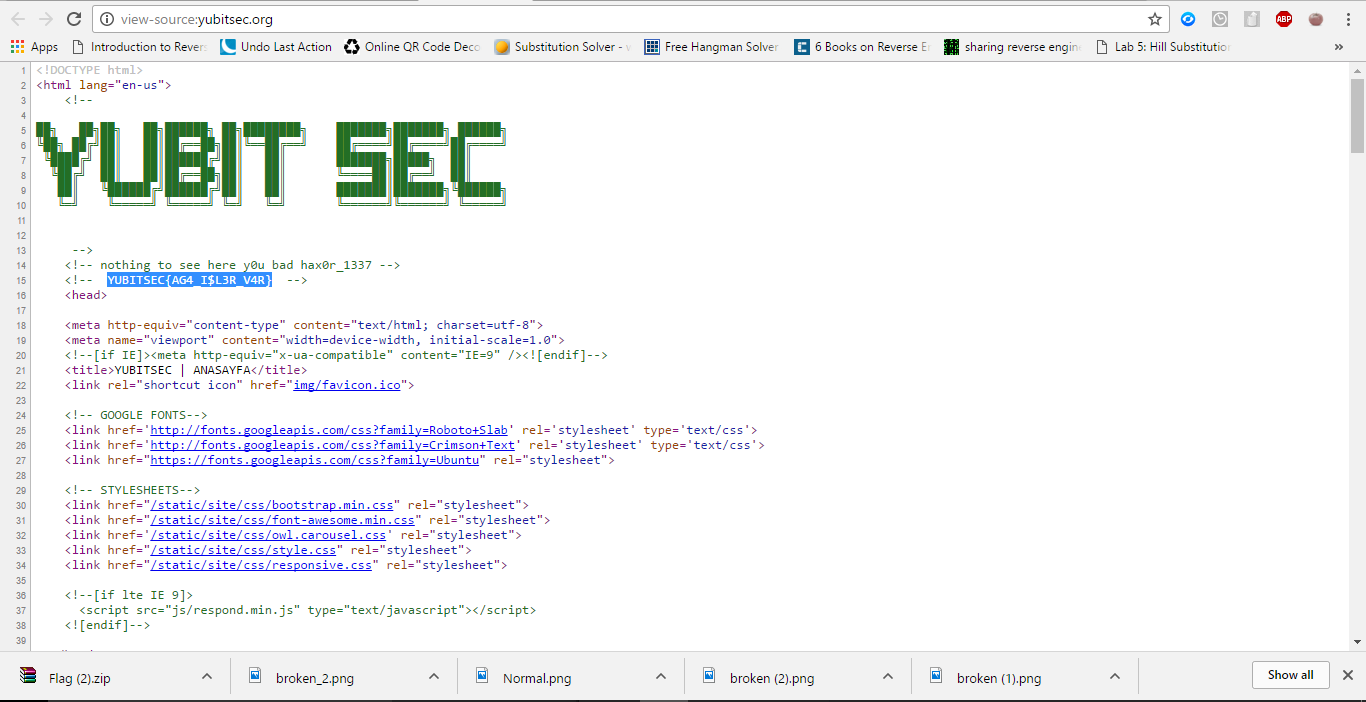 view-source:yubitsec.org
ABP
Apps Introduction to Revers Undo Last Action Online QR Code Deco Substitution Solver - Free Hangman Solver 6 Books on Reverse E sharing reverse engin Lab 5: Hill Substitution »
1 <!DOCTYPE html>
2 <html lang="en-us">
3 <!--
4
5
6
7 YUBIT SEC
8
9
10
11
12
13 -->
14 <!-- nothing to see here y0u bad hax0r_1337 -->
15 <!-- YUBITSEC{AG4_I$L3R_V4R} -->
16 <head>
17
18 <meta http-equiv="content-type" content="text/html; charset=utf-8">
19 <meta name="viewport" content="width=device-width, initial-scale=1.0">
20 <!--[if IE]><meta http-equiv="x-ua-compatible" content="IE=9" /><![endif]-->
21 <title>YUBITSEC | ANASAYFA</title>
22 <link rel="shortcut icon" href="img/favicon.ico">
23
24 <!-- GOOGLE FONTS-->
25 <link href='http://fonts.googleapis.com/css?family=Roboto+Slab' rel='stylesheet' type='text/css'>
26 <link href='http://fonts.googleapis.com/css?family=Crimson+Text' rel='stylesheet' type='text/css'>
27 <link href="https://fonts.googleapis.com/css?family=Ubuntu" rel="stylesheet">
28
29 <!-- STYLESHEETS-->
30 <link href="/static/site/css/bootstrap.min.css" rel="stylesheet">
31 <link href="/static/site/css/font-awesome.min.css" rel="stylesheet">
32 <link href='/static/site/css/owl.carousel.css' rel="stylesheet">
33 <link href="/static/site/css/style.css" rel="stylesheet">
34 <link href="/static/site/css/responsive.css" rel="stylesheet">
35
36 <!--[if lte IE 9]>
37 <script src="js/respond.min.js" type="text/javascript"></script>
38 <![endif]-->
39
Flag (2).zip broken_2.png Normal.png broken (2).png broken (1).png Show all